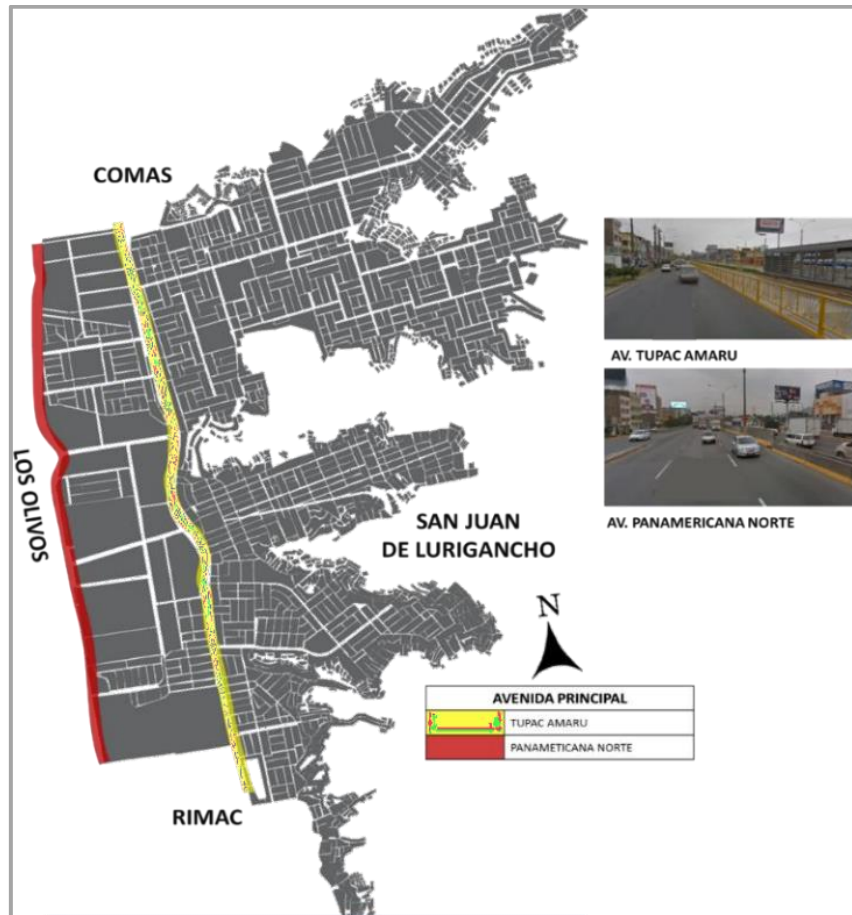 COMAS
AV. TUPAC AMARU
LOS OLIVOS
AV. PANAMERICANA NORTE
SAN JUAN
DE LURIGANCHO
N
AVENIDA PRINCIPAL
TUPAC AMARU
PANAMETICANA NORTE
RIMAC